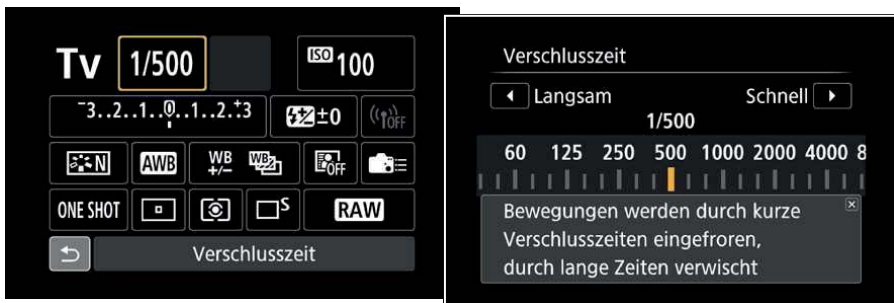 Tv 1/500 ISO 100
-3..2..1..0..1..2..+3 ±0 OFF
N AWB WB +/- WB OFF
ONE SHOT S RAW
Verschlusszeit
Verschlusszeit
Langsam Schnell
1/500
60 125 250 500 1000 2000 4000 8
Bewegungen werden durch kurze
Verschlusszeiten eingefroren,
durch lange Zeiten verwischt